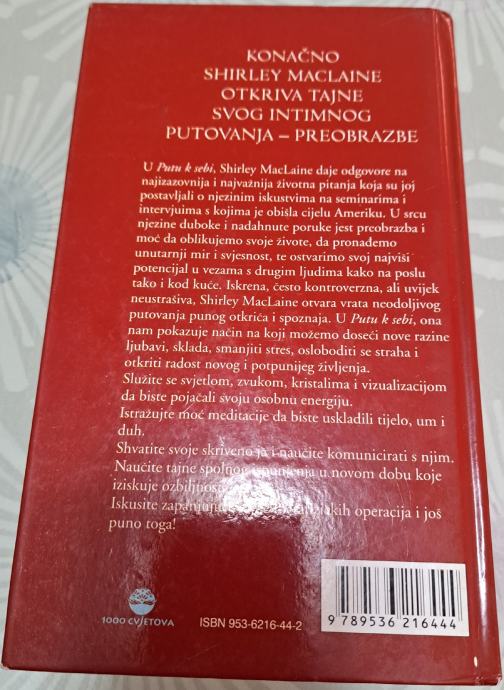 KONAČNO
SHIRLEY MACLAINE
OTKRIVA TAJNE
SVOG INTIMNOG
PUTOVANJA – PREOBRAZBE
U Putu k sebi, Shirley MacLaine daje odgovore na
najizazovnija i najvažnija životna pitanja koja su joj
postavljali o njezinim iskustvima na seminarima i
intervjuima s kojima je obišla cijelu Ameriku. U srcu
njezine duboke i nadahnute poruke jest preobrazba i
moć da oblikujemo svoje živote, da pronađemo
unutarnji mir i svjesnost, te ostvarimo svoj najviši
potencijal u vezama s drugim ljudima kako na poslu
tako i kod kuće. Iskrena, često kontroverzna, ali uvijek
neustrašiva, Shirley MacLaine otvara vrata neodoljivog
putovanja punog otkrića i spoznaja. U Putu k sebi, ona
nam pokazuje način na koji možemo doseći nove razine
ljubavi, sklada, smanjiti stres, osloboditi se straha i
otkriti radost novog i potpunijeg življenja.
Služite se svjetlom, zvukom, kristalima i vizualizacijom
da biste pojačali svoju osobnu energiju.
Istražujte moć meditacije da biste uskladili tijelo, um i
duh.
Shvatite svoje skriveno ja i naučite komunicirati s njim.
Naučite tajne spolnog ispunjenja u novom dobu koje
iziskuje ozbiljnost
Iskusite operacija i još
puno toga!
1000 CVJETOVA
ISBN 953-6216-44-2
9 789536 216444